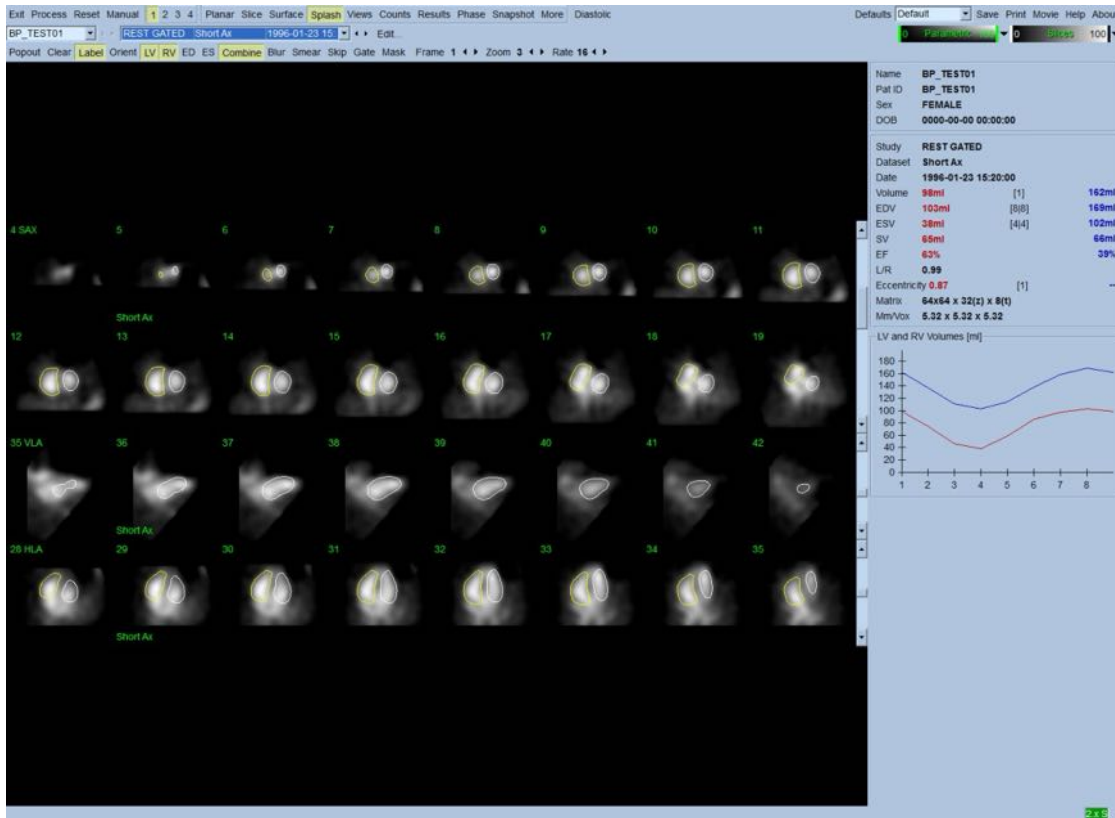 Exit Process Reset Manual 1 2 3 4 Planar Slice Surface Splash Views Counts Results Phase Snapshot More Diastolic Defaults Default Save Print Movie Help Abou
BP_TEST01 REST GATED Short Ax 1996-01-23 15: Edit... 0 Parametric 0 Slices 100
Popout Clear Label Orient LV RV ED ES Combine Blur Smear Skip Gate Mask Frame 1 Zoom 3 Rate 16
Name BP_TEST01
Pat ID BP_TEST01
Sex FEMALE
DOB 0000-00-00 00:00:00
Study REST GATED
Dataset Short Ax
Date 1996-01-23 15:20:00
Volume 98ml [1] 162ml
EDV 103ml [8|8] 169ml
ESV 38ml [4|4] 102ml
SV 65ml 66ml
EF 63% 39%
L/R 0.99
Eccentricity 0.87 [1] --
Matrix 64x64 x 32(z) x 8(t)
Mm/Vox 5.32 x 5.32 x 5.32
LV and RV Volumes [ml]
180
160
140
120
100
80
60
40
20
0
1 2 3 4 5 6 7 8
4 SAX 5 6 7 8 9 10 11
Short Ax
12 13 14 15 16 17 18 19
35 VLA 36 37 38 39 40 41 42
Short Ax
28 HLA 29 30 31 32 33 34 35
Short Ax
2 x S